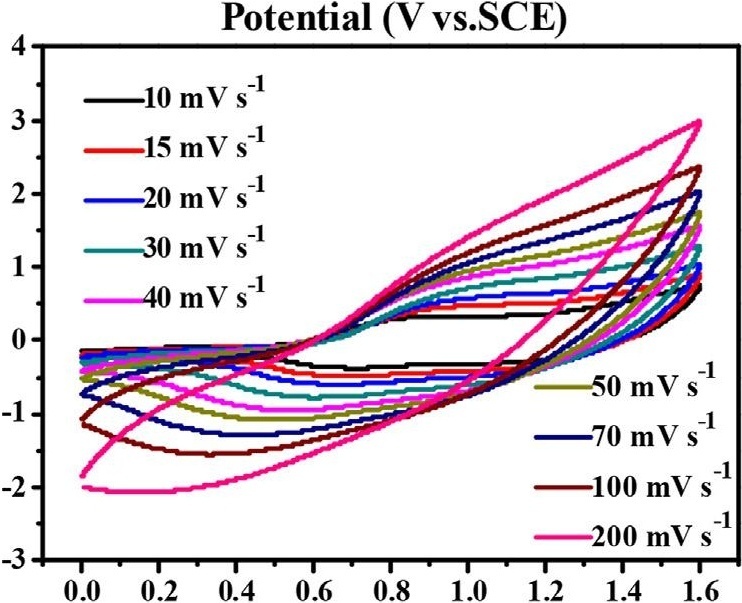 Potential (V vs.SCE)
4
3
2
1
0
-1
-2
-3
10 mV s⁻¹
15 mV s⁻¹
20 mV s⁻¹
30 mV s⁻¹
40 mV s⁻¹
50 mV s⁻¹
70 mV s⁻¹
100 mV s⁻¹
200 mV s⁻¹
0.0 0.2 0.4 0.6 0.8 1.0 1.2 1.4 1.6